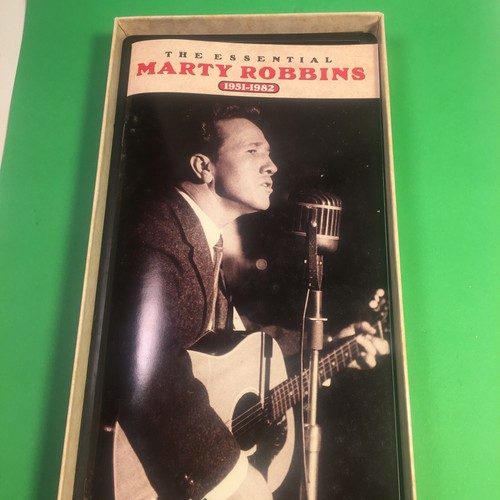 THE ESSENTIAL
MARTY ROBBINS
1951-1982